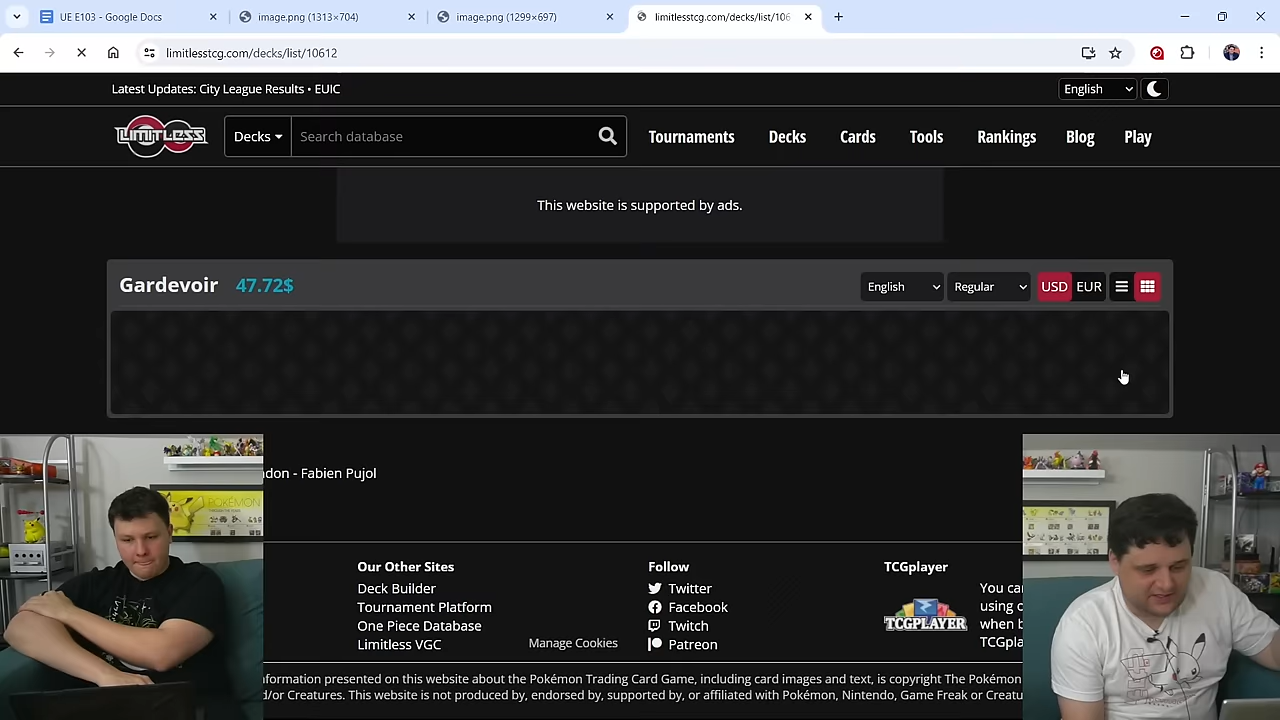 UE E103 - Google Docs
image.png (1313×704)
image.png (1299×697)
limitlesstcg.com/decks/list/106
limitlesstcg.com/decks/list/10612
Latest Updates: City League Results • EUIC
English
LIMITLESS
Decks
Search database
Tournaments
Decks
Cards
Tools
Rankings
Blog
Play
This website is supported by ads.
Gardevoir 47.72$
English
Regular
USD
EUR
don - Fabien Pujol
Our Other Sites
Deck Builder
Tournament Platform
One Piece Database
Limitless VGC
Manage Cookies
Follow
Twitter
Facebook
Twitch
Patreon
TCGplayer
TCGPLAYER
You ca
using
when b
TCGpla
formation presented on this website about the Pokémon Trading Card Game, including card images and text, is copyright The Pokémon
d/or Creatures. This website is not produced by, endorsed by, supported by, or affiliated with Pokémon, Nintendo, Game Freak or Creatu
POKÉMON